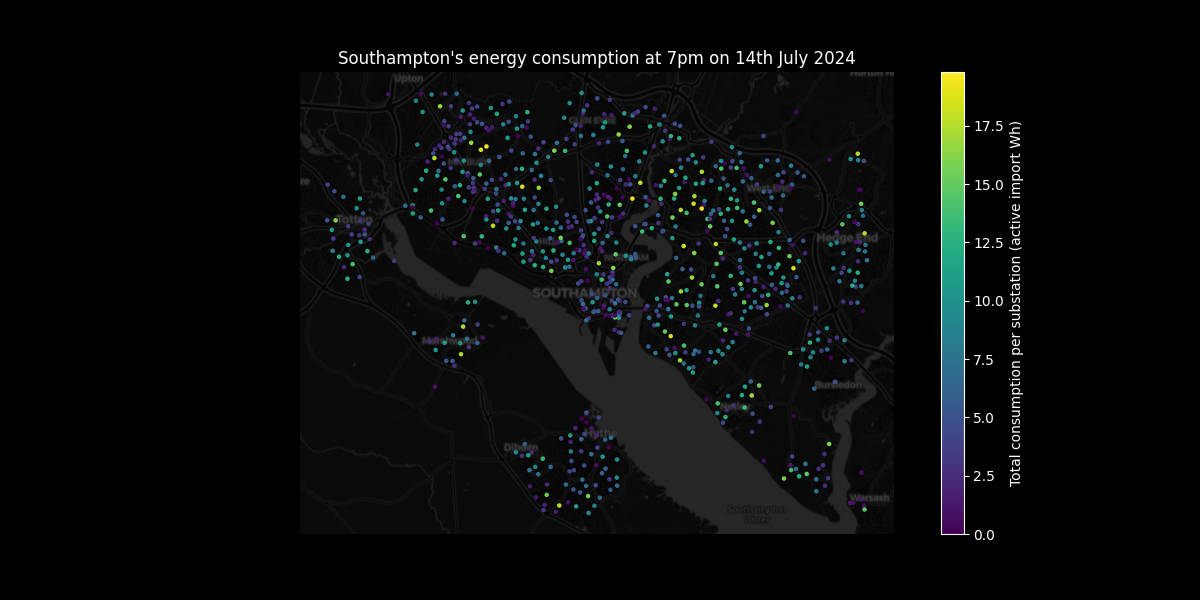 Southampton's energy consumption at 7pm on 14th July 2024
Upton
Totton
SOUTHAMPTON
Hedge End
West End
Bursledon
Netley
Hythe
Dibden
Warsash
Southampton
Water
17.5
15.0
12.5
10.0
7.5
5.0
2.5
0.0
Total consumption per substation (active import Wh)